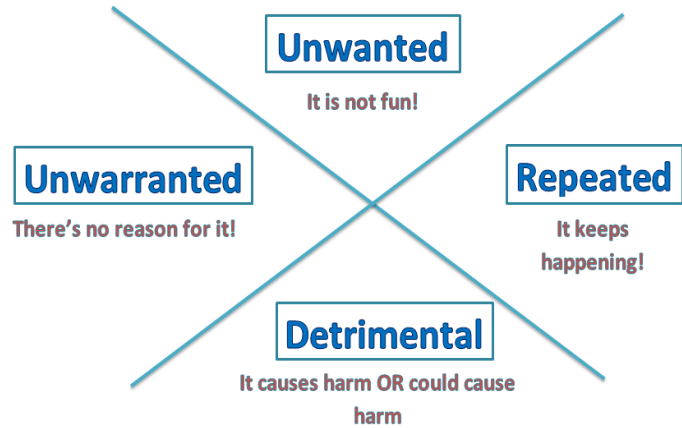 Unwanted
It is not fun!
Unwarranted
There's no reason for it!
Repeated
It keeps
happening!
Detrimental
It causes harm OR could cause
harm